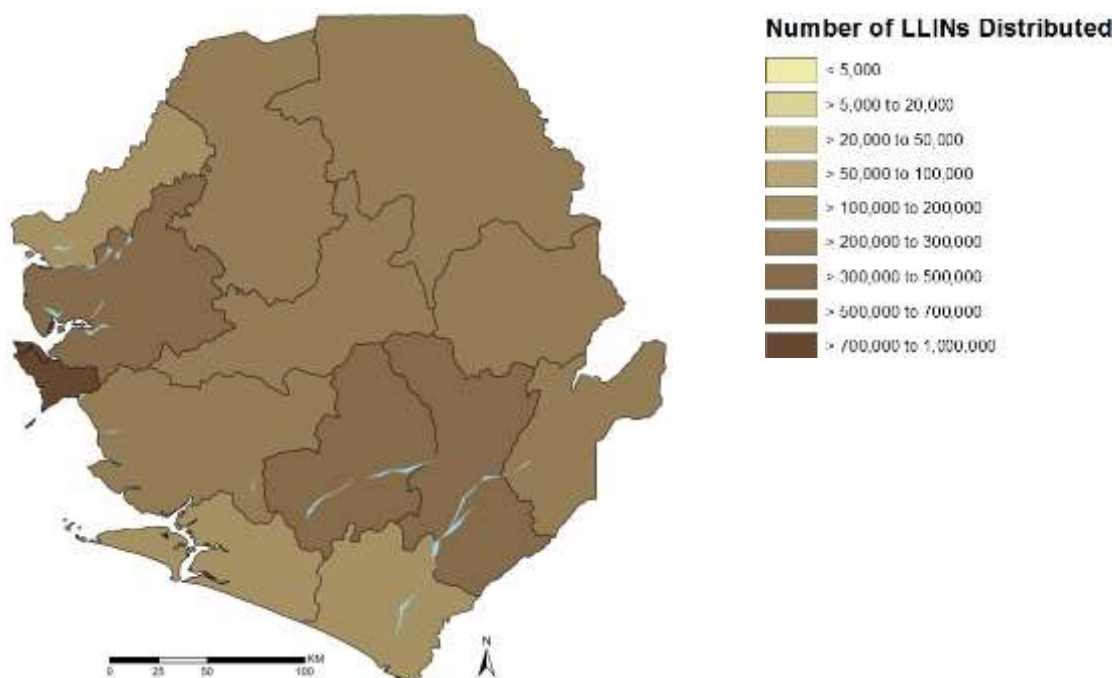 Number of LLINs Distributed
< 5,000
> 5,000 to 20,000
> 20,000 to 50,000
> 50,000 to 100,000
> 100,000 to 200,000
> 200,000 to 300,000
> 300,000 to 500,000
> 500,000 to 700,000
> 700,000 to 1,000,000
N
KM
0 25 50 100